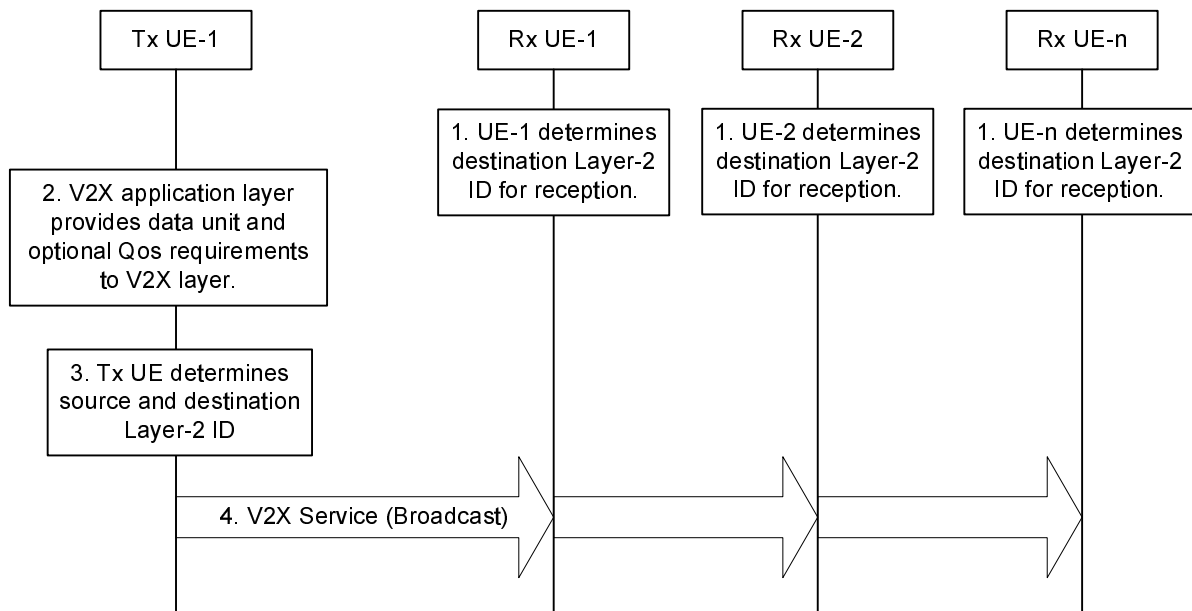 Tx UE-1
Rx UE-1
Rx UE-2
Rx UE-n
1. UE-1 determines
destination Layer-2
ID for reception.
1. UE-2 determines
destination Layer-2
ID for reception.
1. UE-n determines
destination Layer-2
ID for reception.
2. V2X application layer
provides data unit and
optional Qos requirements
to V2X layer.
3. Tx UE determines
source and destination
Layer-2 ID
4. V2X Service (Broadcast)